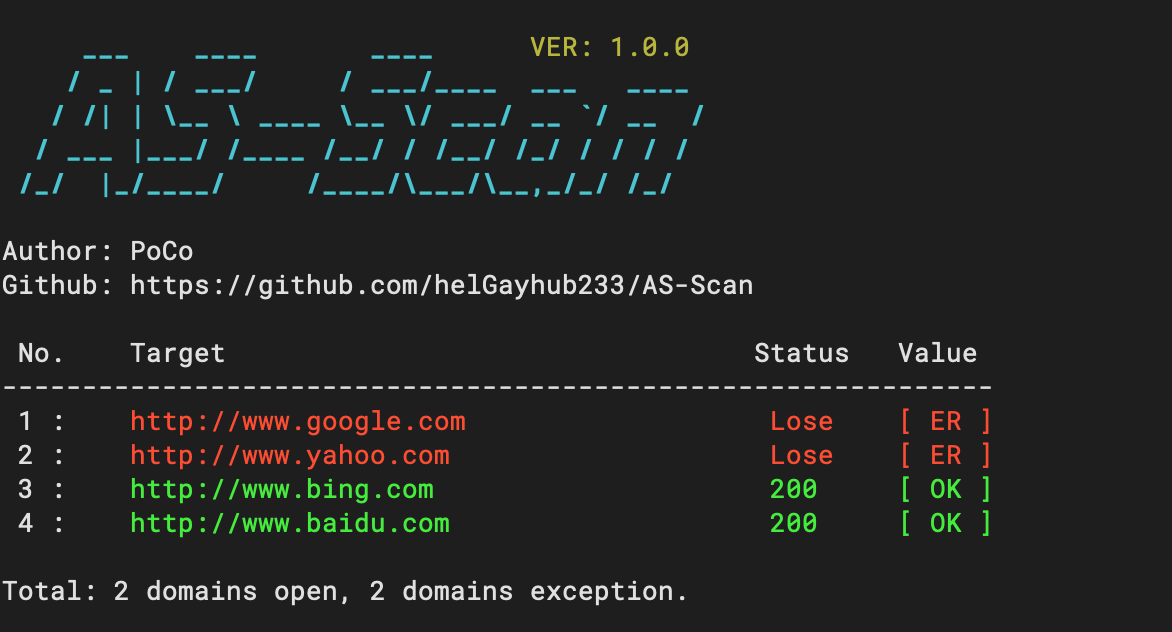 VER: 1.0.0
AS-Scan
Author: PoCo
Github: https://github.com/helGayhub233/AS-Scan
No. Target Status Value
1 : http://www.google.com Lose [ ER ]
2 : http://www.yahoo.com Lose [ ER ]
3 : http://www.bing.com 200 [ OK ]
4 : http://www.baidu.com 200 [ OK ]
Total: 2 domains open, 2 domains exception.